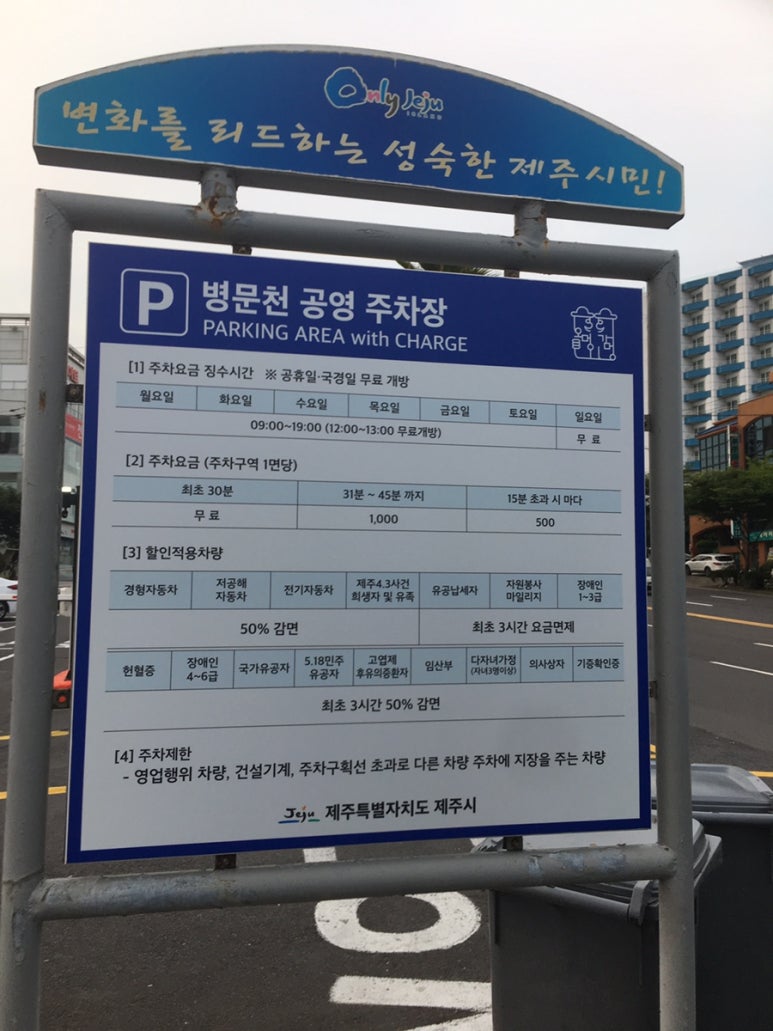 Only Jeju
변화를 리드하는 성숙한 제주시민!
P 병문천 공영 주차장
PARKING AREA with CHARGE
[1] 주차요금 징수시간 ※ 공휴일·국경일 무료 개방
월요일 화요일 수요일 목요일 금요일 토요일 일요일
09:00~19:00 (12:00~13:00 무료개방) 무 료
[2] 주차요금 (주차구역 1면당)
최초 30분 31분 ~ 45분 까지 15분 초과 시 마다
무 료 1,000 500
[3] 할인적용차량
경형자동차 저공해 자동차 전기자동차 제주4.3사건 희생자 및 유족 유공납세자 자원봉사 마일리지 장애인 1~3급
50% 감면 최초 3시간 요금면제
헌혈증 장애인 4~6급 국가유공자 5.18민주 유공자 고엽제 후유의증환자 임산부 다자녀가정 (자녀3명이상) 의사상자 기증확인증
최초 3시간 50% 감면
[4] 주차제한
- 영업행위 차량, 건설기계, 주차구획선 초과로 다른 차량 주차에 지장을 주는 차량
Jeju 제주특별자치도 제주시